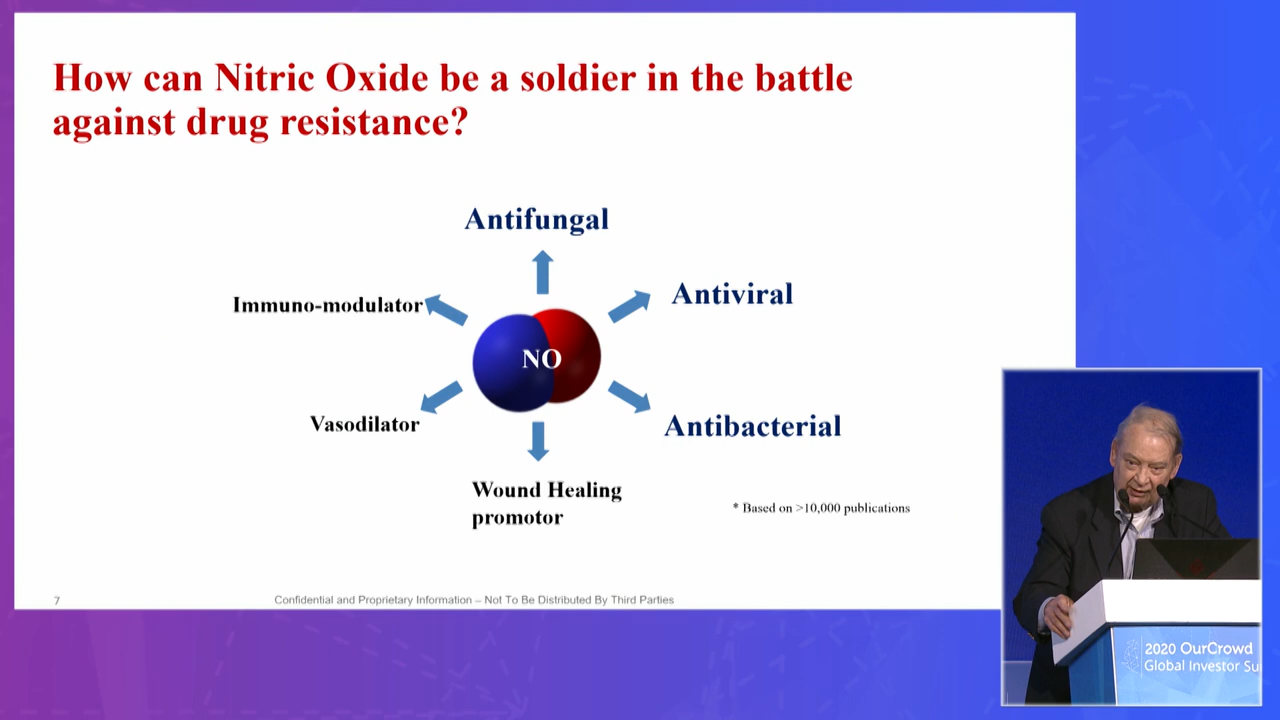 How can Nitric Oxide be a soldier in the battle
against drug resistance?
Antifungal
Immuno-modulator
Antiviral
NO
Vasodilator
Antibacterial
Wound Healing
promotor
* Based on >10,000 publications
7
Confidential and Proprietary Information – Not To Be Distributed By Third Parties
2020 OurCrowd
Global Investor Su